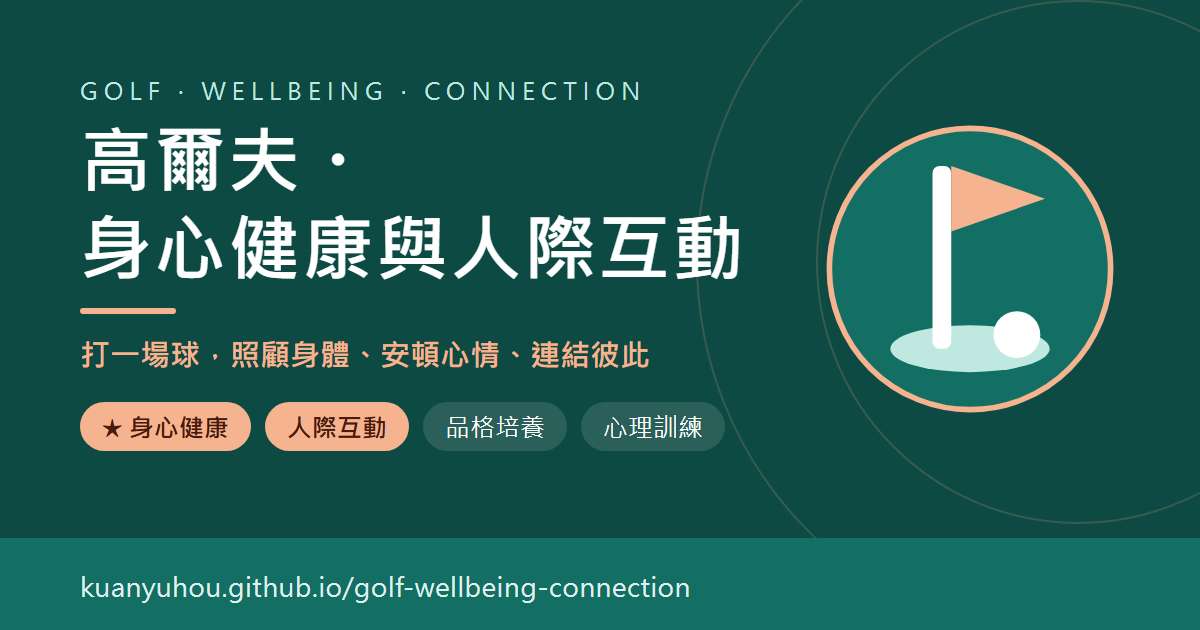 GOLF · WELLBEING · CONNECTION
高爾夫・
身心健康與人際互動
打一場球，照顧身體、安頓心情、連結彼此
★ 身心健康 人際互動 品格培養 心理訓練
kuanyuhou.github.io/golf-wellbeing-connection